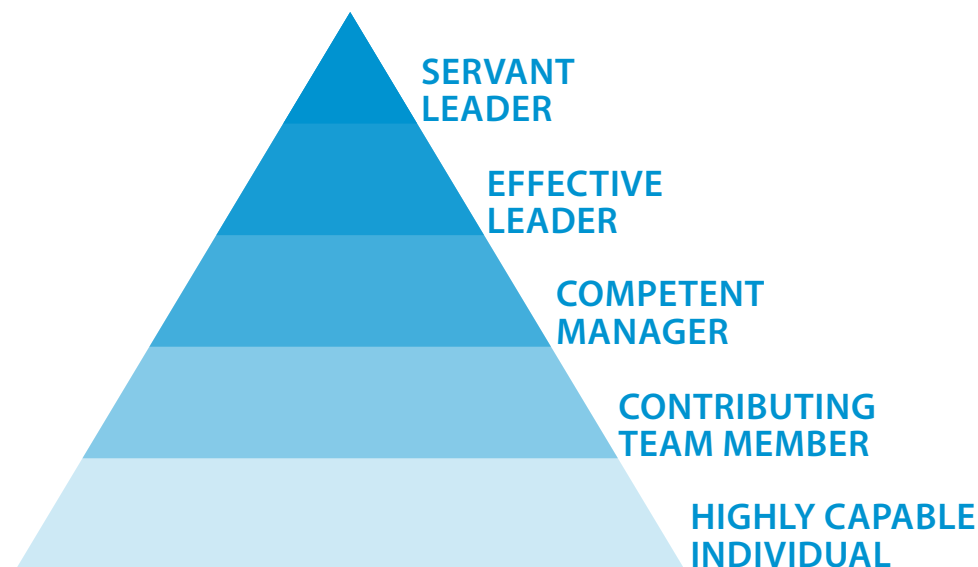 SERVANT
LEADER
EFFECTIVE
LEADER
COMPETENT
MANAGER
CONTRIBUTING
TEAM MEMBER
HIGHLY CAPABLE
INDIVIDUAL